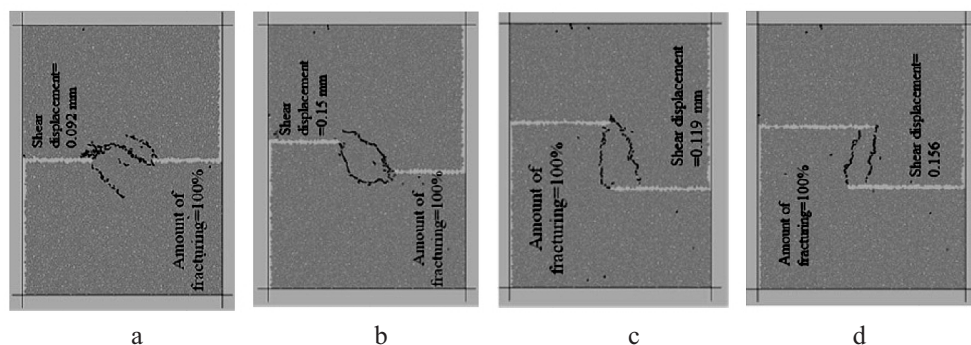 Shear
displacement=
0.092 mm
Amount of
fracturing=100%
Shear
displacement
=0.15 mm
Amount of
fracturing=100%
Shear displacement
=0.119 mm
Amount of
fracturing=100%
Shear displacement=
0.156
Amount of
fracturing=100%
a
b
c
d